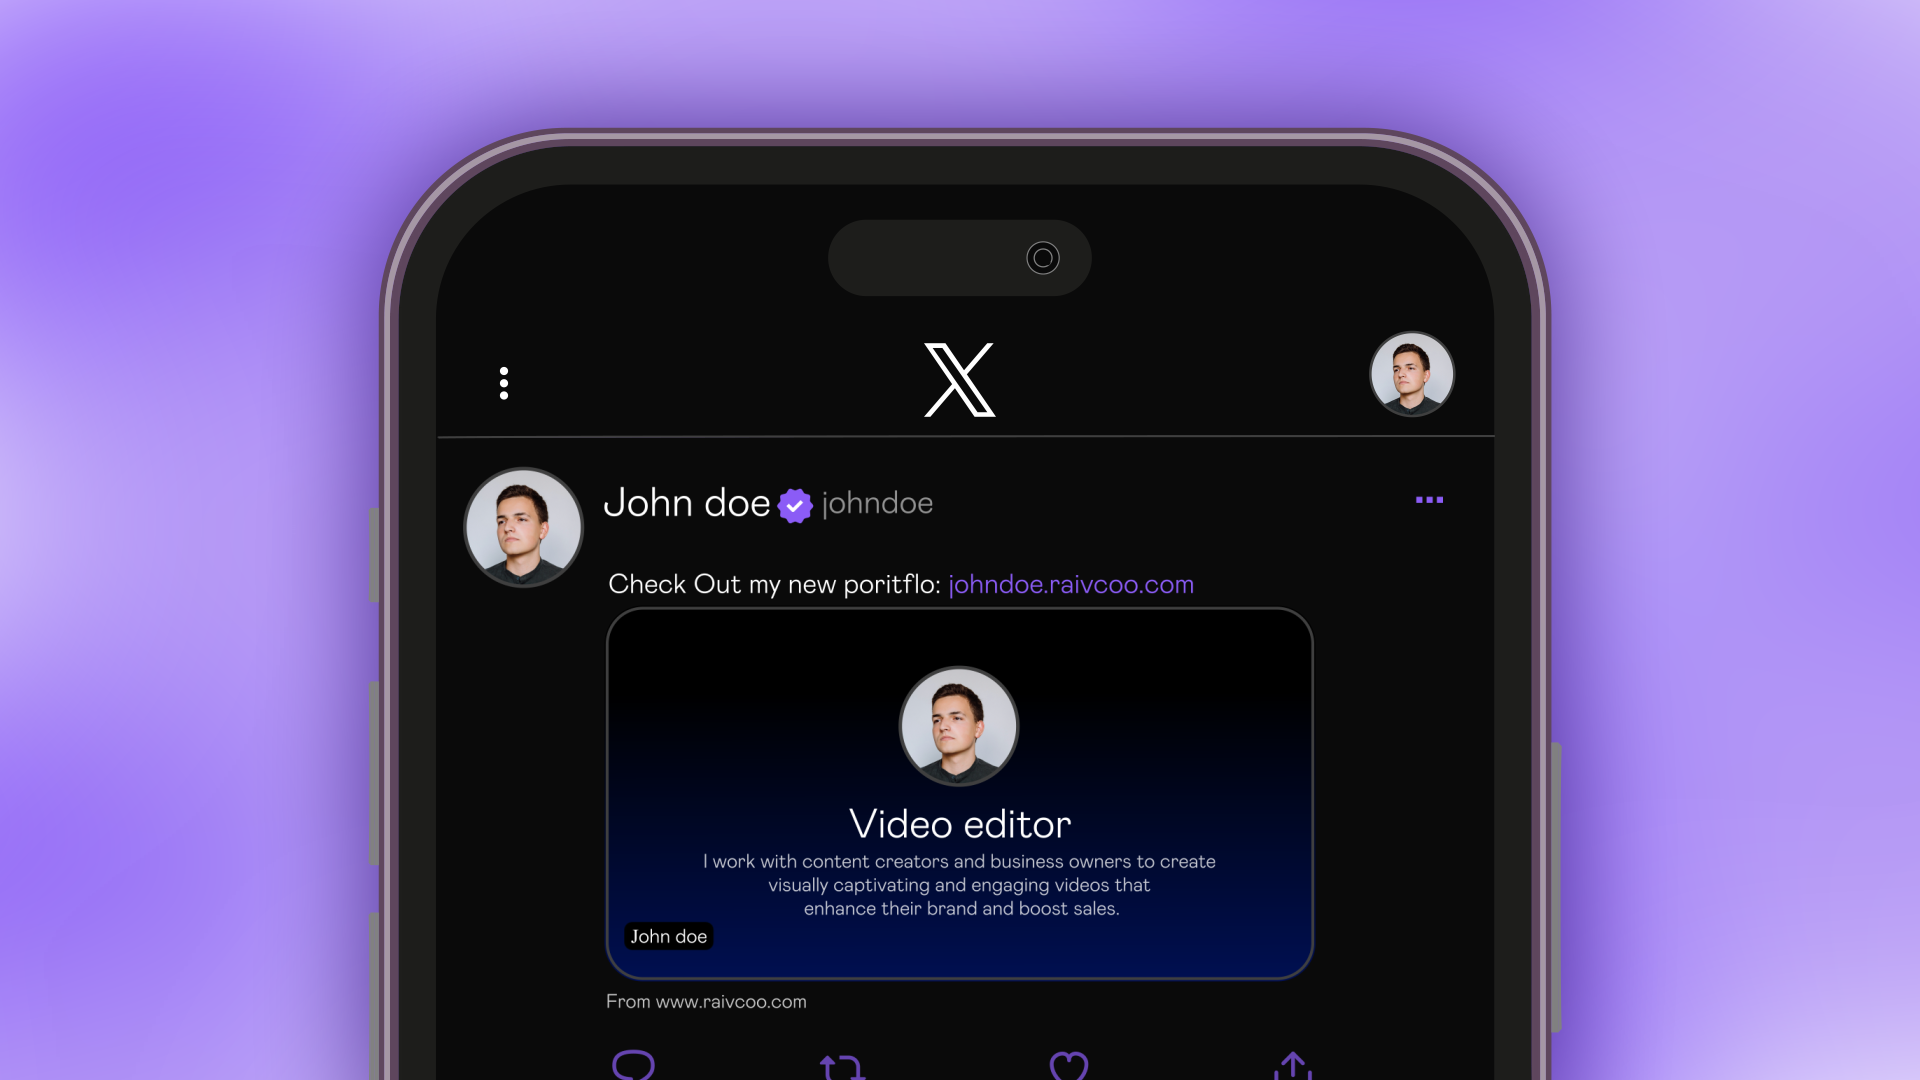 John doe johndoe
Check Out my new poritflo: johndoe.raivcoo.com
Video editor
I work with content creators and business owners to create
visually captivating and engaging videos that
enhance their brand and boost sales.
John doe
From www.raivcoo.com